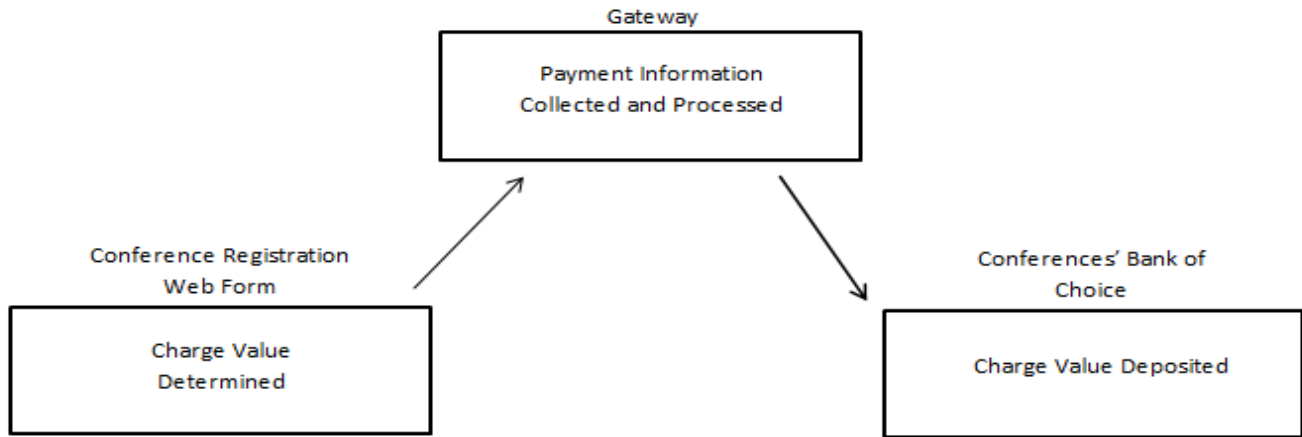 Gateway
Payment Information
Collected and Processed
Conference Registration
Web Form
Charge Value
Determined
Conferences’ Bank of
Choice
Charge Value Deposited